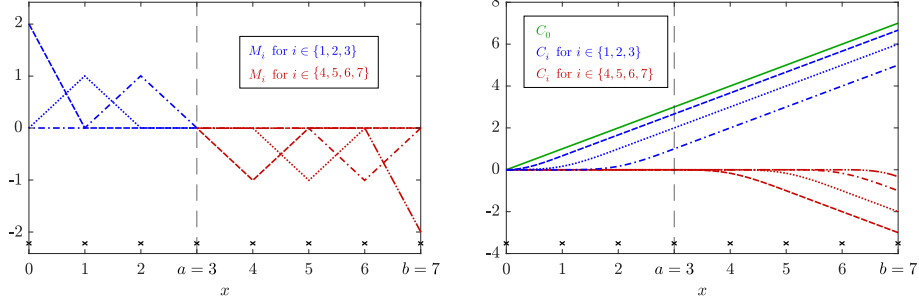 2
1
0
-1
-2
M_i for i ∈ {1, 2, 3}
M_i for i ∈ {4, 5, 6, 7}
0 1 2 a = 3 4 5 6 b = 7
x
8
6
4
2
0
-2
-4
C_0
C_i for i ∈ {1, 2, 3}
C_i for i ∈ {4, 5, 6, 7}
0 1 2 a = 3 4 5 6 b = 7
x